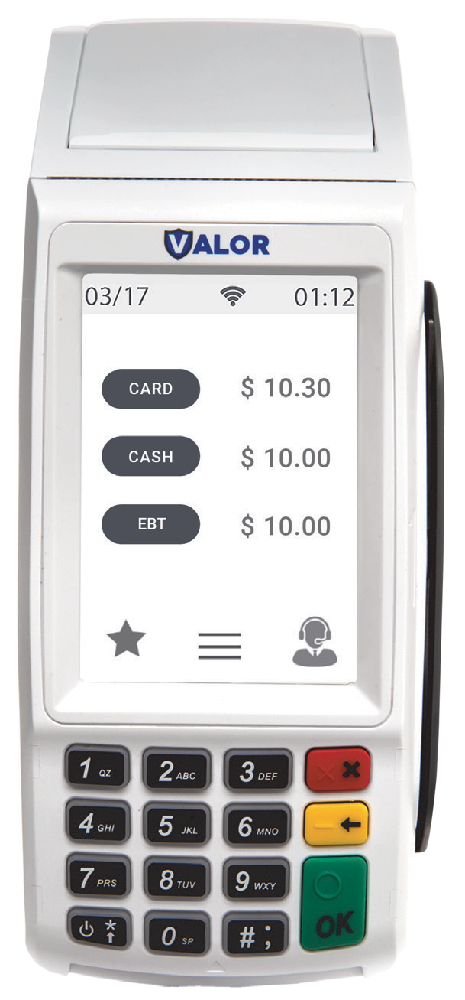 VALOR
03/17 01:12
CARD $ 10.30
CASH $ 10.00
EBT $ 10.00
1 QZ 2 ABC 3 DEF ×
4 GHI 5 JKL 6 MNO ←
7 PRS 8 TUV 9 WXY
* ↑ 0 SP # ; OK